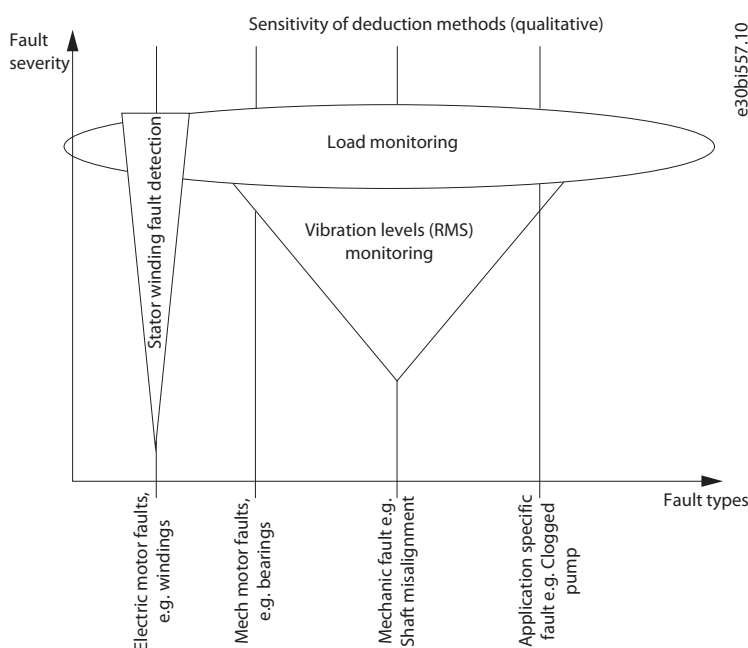 Sensitivity of deduction methods (qualitative)
Fault
severity
e30bi557.10
Load monitoring
Stator winding fault detection
Vibration levels (RMS)
monitoring
Fault types
Electric motor faults,
e.g. windings
Mech motor faults,
e.g. bearings
Mechanic fault e.g.
Shaft misalignment
Application specific
fault e.g. Clogged
pump